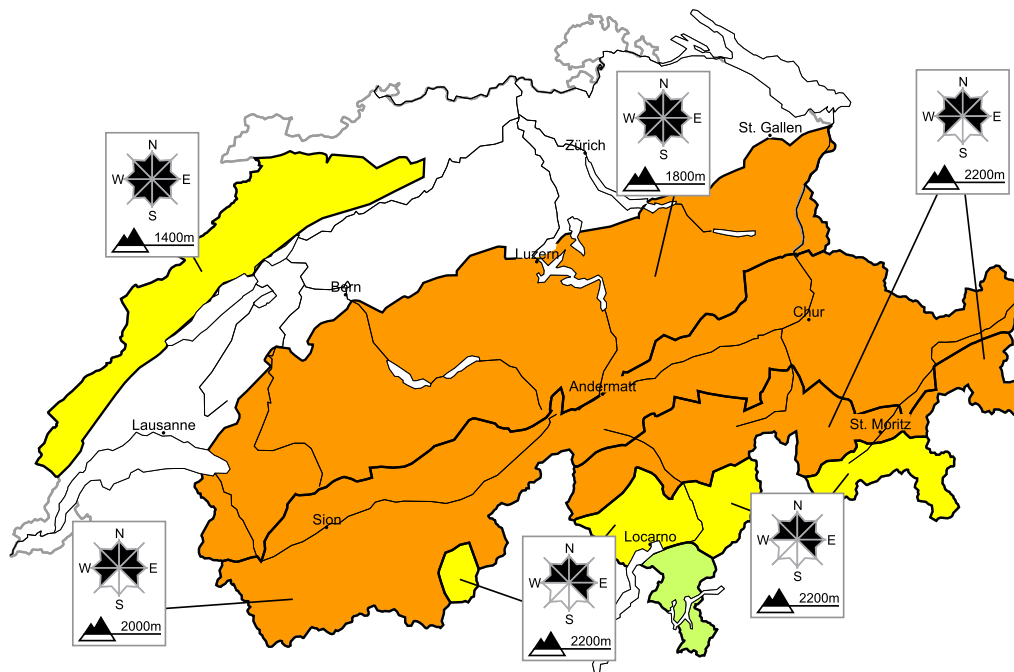 N
W E
S
1800m
N
W E
S
2200m
St. Gallen
Zürich
N
W E
S
1400m
Luzern
Bern
Chur
Andermatt
St. Moritz
Lausanne
Sion
Locarno
N
W E
S
2000m
N
W E
S
2200m
N
W E
S
2200m